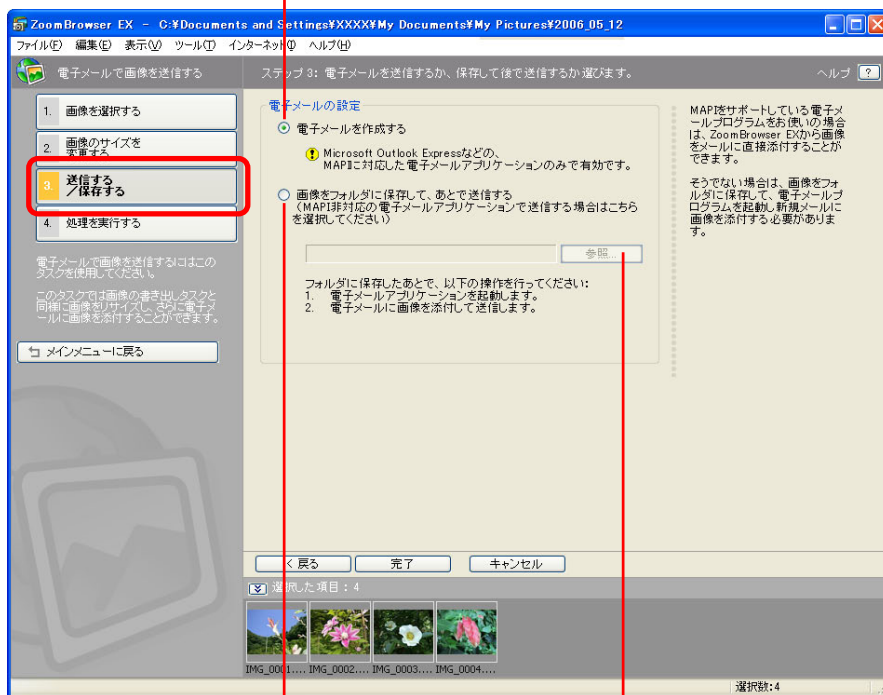 ZoomBrowser EX - C:¥Documents and Settings¥XXXX¥My Documents¥My Pictures¥2006_05_12
ファイル(F) 編集(E) 表示(V) ツール(T) インターネット(I) ヘルプ(H)
電子メールで画像を送信する
ステップ 3: 電子メールを送信するか、保存して後で送信するか選びます。
ヘルプ ?
1. 画像を選択する
2. 画像のサイズを
変更する
3. 送信する
／保存する
4. 処理を実行する
電子メールで画像を送信するにはこの
タスクを使用してください。
このタスクでは画像の書き出しタスクと
同様に画像をリサイズし、さらに電子メ
ールに画像を添付することができます。
メインメニューに戻る
電子メールの設定
電子メールを作成する
Microsoft Outlook Expressなどの、
MAPIに対応した電子メールアプリケーションのみで有効です。
画像をフォルダに保存して、あとで送信する
(MAPI非対応の電子メールアプリケーションで送信する場合はこちら
を選択してください)
参照...
フォルダに保存したあとで、以下の操作を行ってください:
1. 電子メールアプリケーションを起動します。
2. 電子メールに画像を添付して送信します。
MAPIをサポートしている電子メ
ールプログラムをお使いの場合
は、ZoomBrowser EXから画像
をメールに直接添付することが
できます。
そうでない場合は、画像をフォ
ルダに保存して、電子メールプ
ログラムを起動し新規メールに
画像を添付する必要がありま
す。
< 戻る 完了 キャンセル
選択した項目 : 4
IMG_0001.... IMG_0002.... IMG_0003.... IMG_0004....
選択数:4